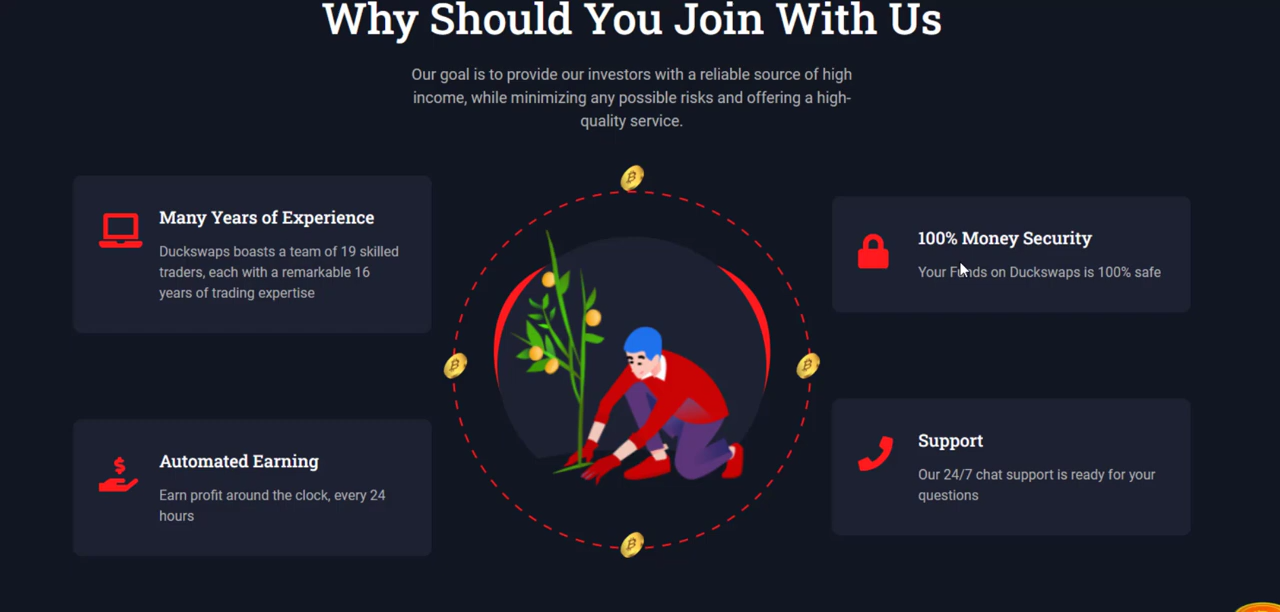 Why Should You Join With Us
Our goal is to provide our investors with a reliable source of high
income, while minimizing any possible risks and offering a high-
quality service.
Many Years of Experience
Duckswaps boasts a team of 19 skilled
traders, each with a remarkable 16
years of trading expertise
100% Money Security
Your Funds on Duckswaps is 100% safe
Automated Earning
Earn profit around the clock, every 24
hours
Support
Our 24/7 chat support is ready for your
questions